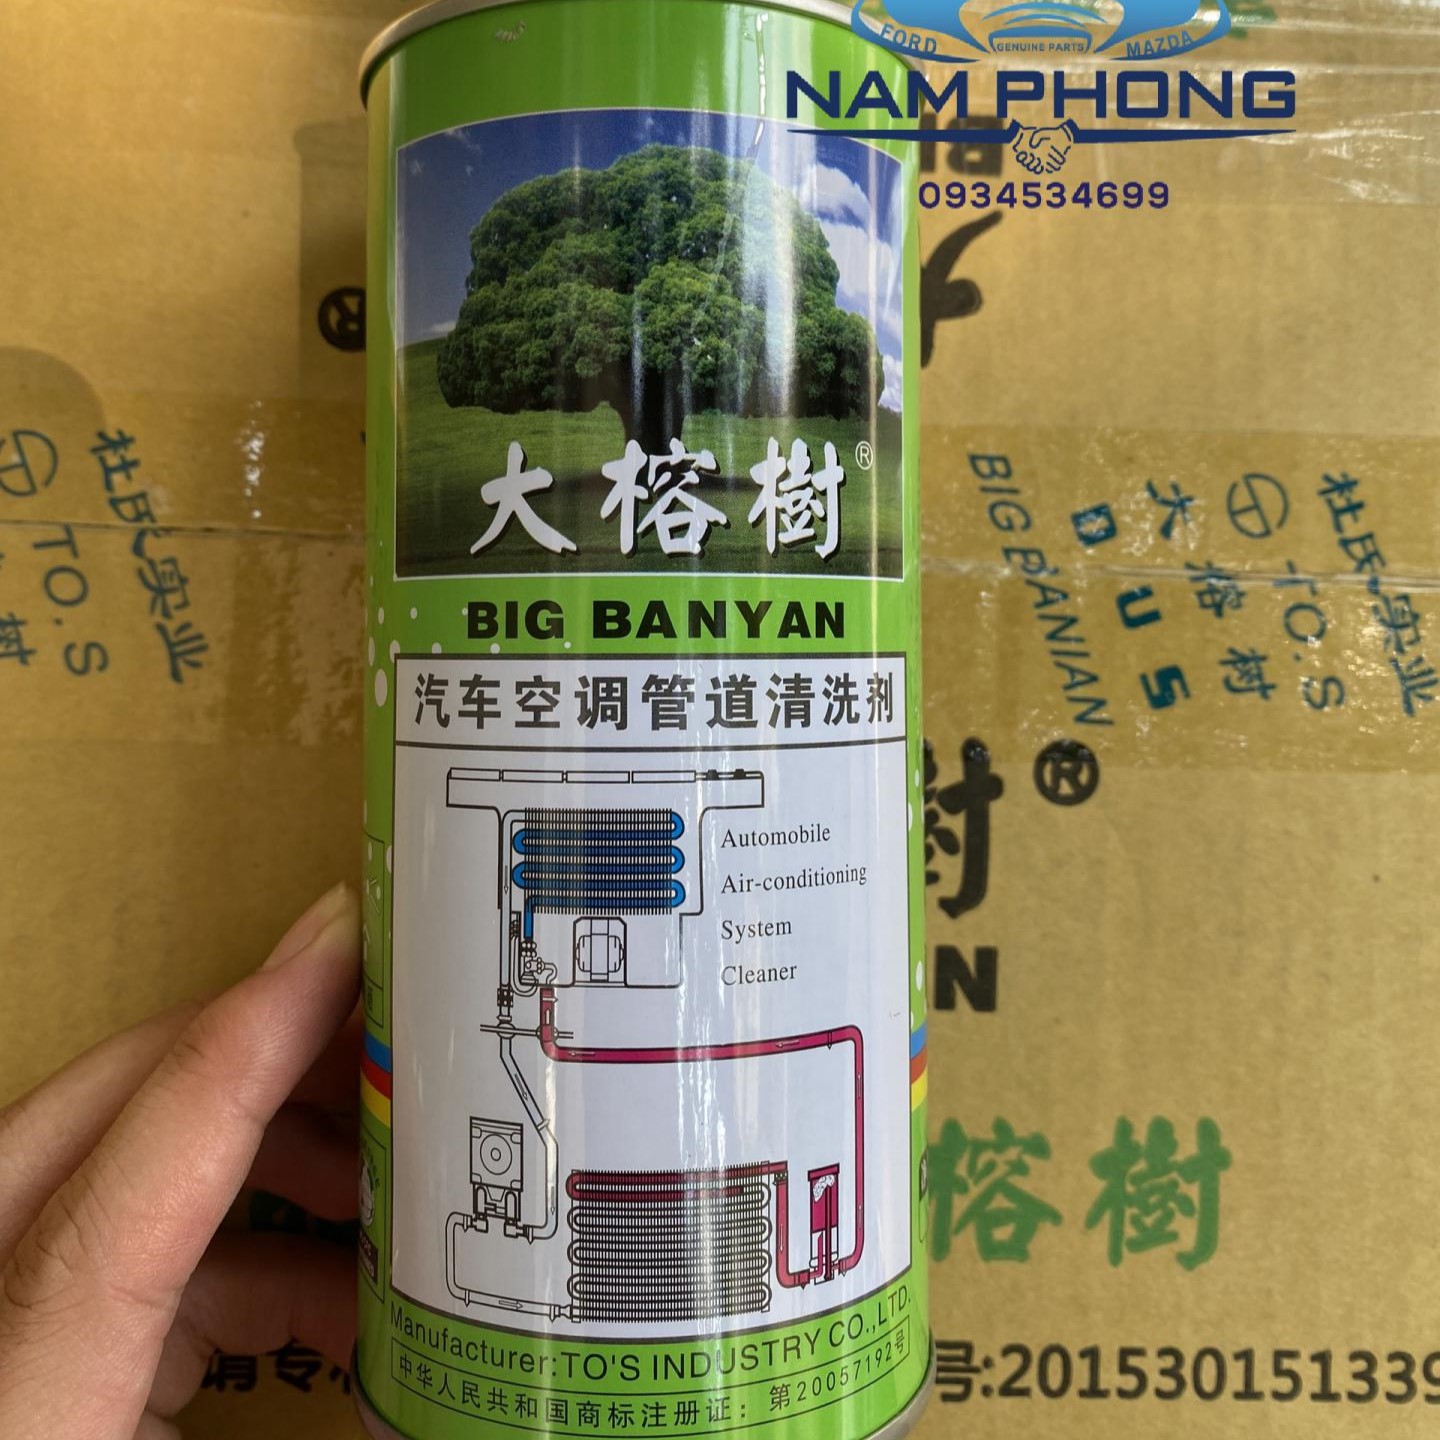 FORD
GENUINE PARTS
MAZDA
NAM PHONG
0934534699
大榕樹®
BIG BANYAN
汽车空调管道清洗剂
Automobile
Air-conditioning
System
Cleaner
Manufacturer:TO'S INDUSTRY CO.,LTD.
中华人民共和国商标注册证：第20057192号
®
杜氏实业
TO.S
树
杜氏实业
TO.S
大榕树
BUS
BIG BANIAN
樹®
N
榕樹
号:201530151339